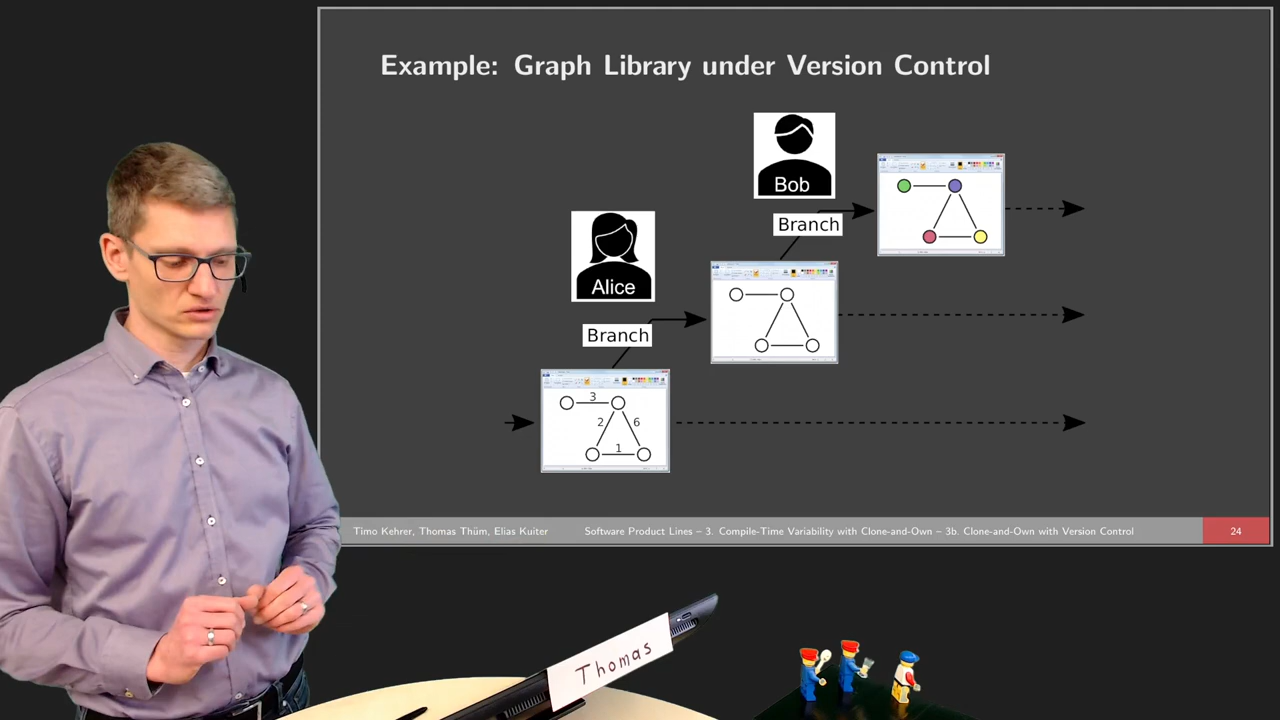 Example: Graph Library under Version Control
Bob
Branch
Alice
Branch
3
2
6
1
Timo Kehrer, Thomas Thüm, Elias Kuiter
Software Product Lines – 3. Compile-Time Variability with Clone-and-Own – 3b. Clone-and-Own with Version Control
24
Thomas